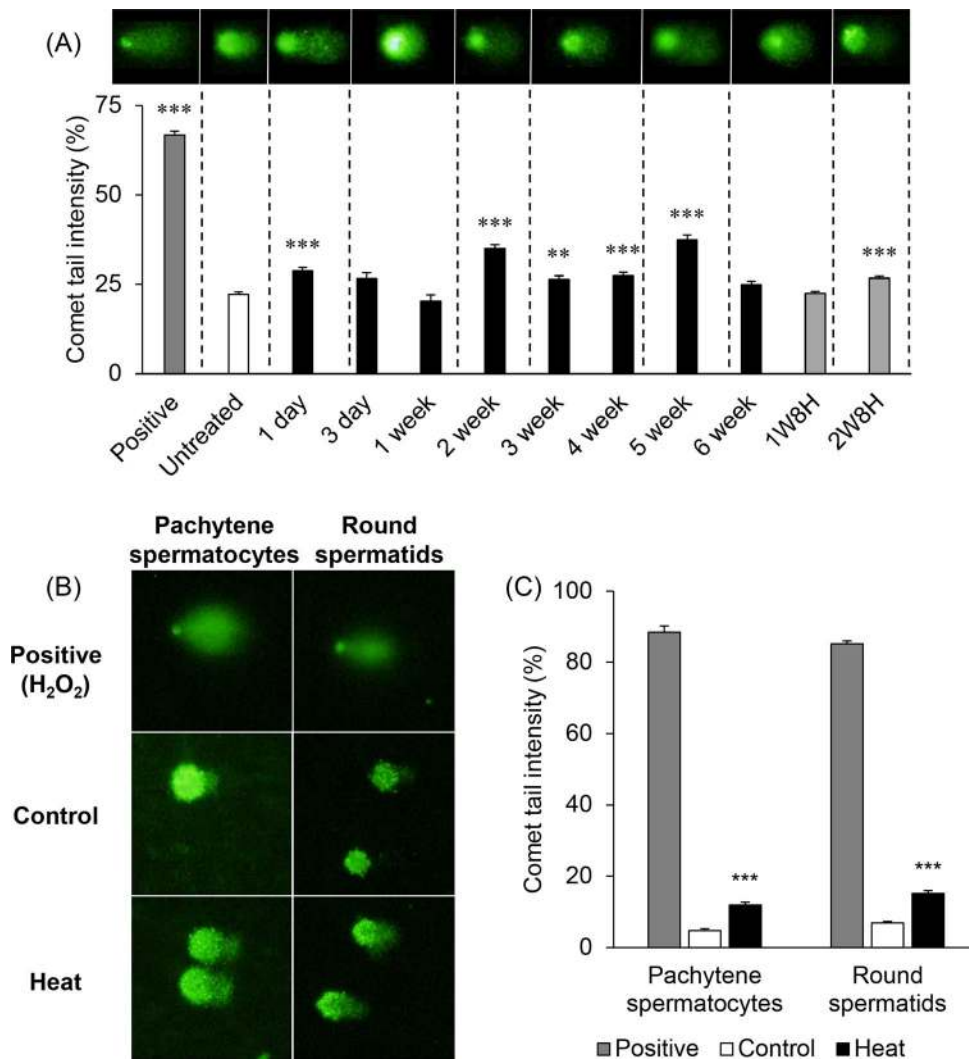 (A)
***
***
***
**
***
***
***
Comet tail intensity (%)
75
50
25
0
Positive
Untreated
1 day
3 day
1 week
2 week
3 week
4 week
5 week
6 week
1W8H
2W8H
(B)
Pachytene
spermatocytes
Round
spermatids
Positive
(H₂O₂)
Control
Heat
(C)
Comet tail intensity (%)
100
80
60
40
20
0
***
***
Pachytene
spermatocytes
Round
spermatids
Positive Control Heat